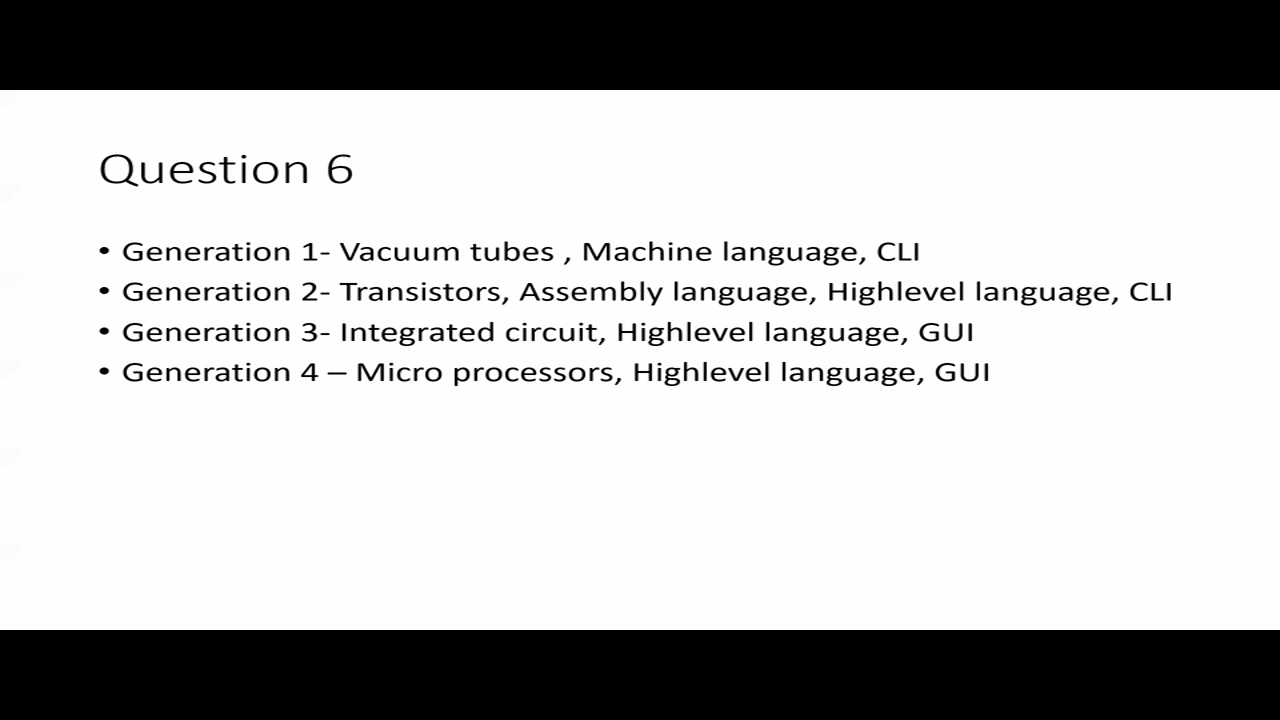 Question 6
• Generation 1- Vacuum tubes , Machine language, CLI
• Generation 2- Transistors, Assembly language, Highlevel language, CLI
• Generation 3- Integrated circuit, Highlevel language, GUI
• Generation 4 – Micro processors, Highlevel language, GUI